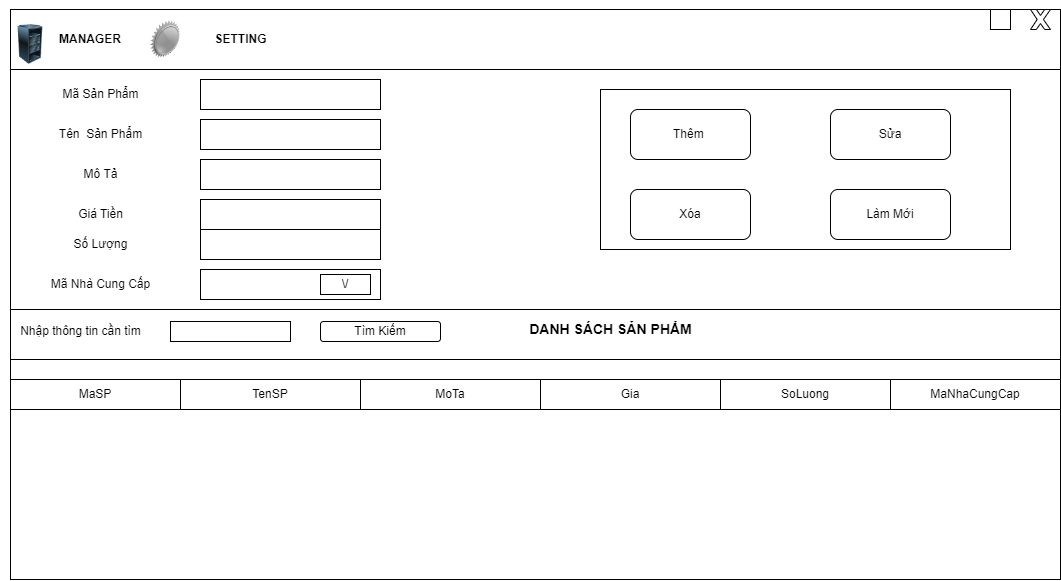 MANAGER SETTING X
Mã Sản Phẩm
Tên Sản Phẩm
Mô Tả
Giá Tiền
Số Lượng
Mã Nhà Cung Cấp V
Thêm Sửa
Xóa Làm Mới
Nhập thông tin cần tìm Tìm Kiếm DANH SÁCH SẢN PHẨM
MaSP TenSP MoTa Gia SoLuong MaNhaCungCap